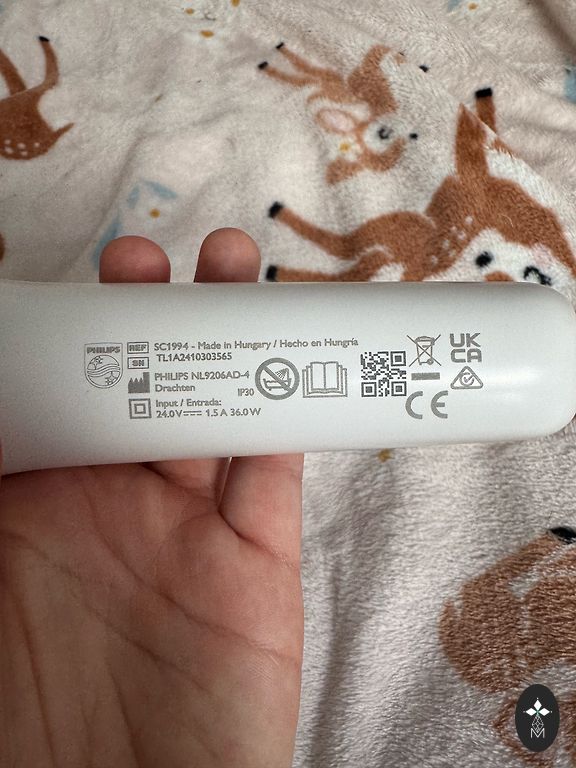 PHILIPS
REF SC1994 - Made in Hungary / Hecho en Hungría
SN TL1A2410303565
PHILIPS NL9206AD-4
Drachten
IP30
Input / Entrada:
24.0V⎓ 1.5 A 36.0 W
UK
CA
CE
M